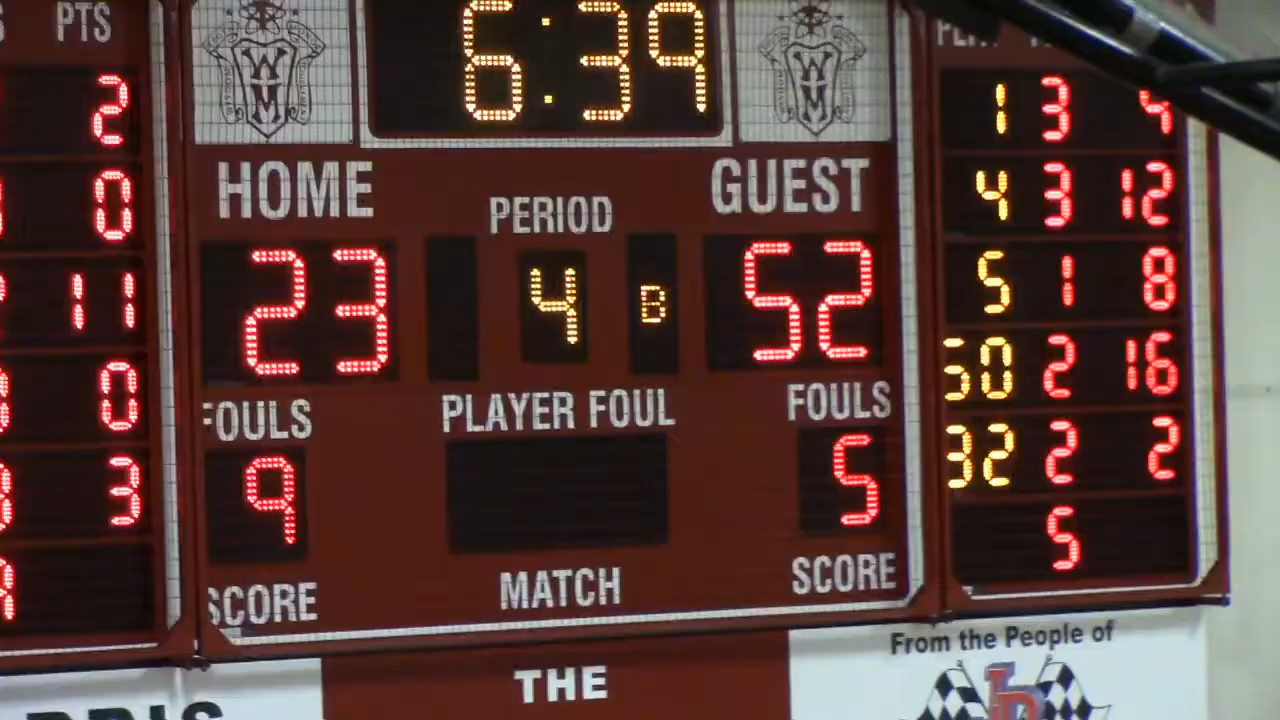 PTS
2
0
11
0
3
6:39
HOME
GUEST
PERIOD
23
4
B
52
FOULS
PLAYER FOUL
FOULS
9
5
SCORE
MATCH
SCORE
1 3 4
4 3 12
5 1 8
50 2 16
32 2 2
5
THE
From the People of